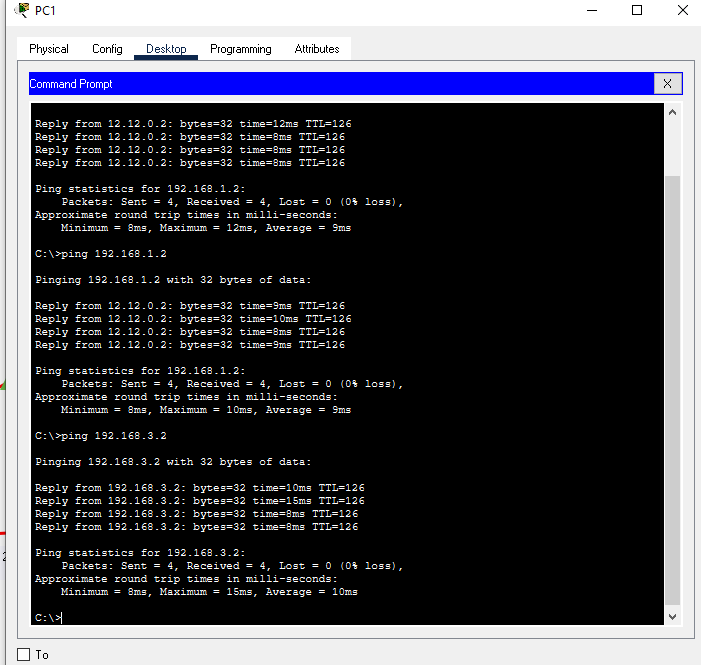 PC1
Physical Config Desktop Programming Attributes
Command Prompt X
Reply from 12.12.0.2: bytes=32 time=12ms TTL=126
Reply from 12.12.0.2: bytes=32 time=8ms TTL=126
Reply from 12.12.0.2: bytes=32 time=8ms TTL=126
Reply from 12.12.0.2: bytes=32 time=8ms TTL=126
Ping statistics for 192.168.1.2:
Packets: Sent = 4, Received = 4, Lost = 0 (0% loss),
Approximate round trip times in milli-seconds:
Minimum = 8ms, Maximum = 12ms, Average = 9ms
C:\>ping 192.168.1.2
Pinging 192.168.1.2 with 32 bytes of data:
Reply from 12.12.0.2: bytes=32 time=9ms TTL=126
Reply from 12.12.0.2: bytes=32 time=10ms TTL=126
Reply from 12.12.0.2: bytes=32 time=8ms TTL=126
Reply from 12.12.0.2: bytes=32 time=9ms TTL=126
Ping statistics for 192.168.1.2:
Packets: Sent = 4, Received = 4, Lost = 0 (0% loss),
Approximate round trip times in milli-seconds:
Minimum = 8ms, Maximum = 10ms, Average = 9ms
C:\>ping 192.168.3.2
Pinging 192.168.3.2 with 32 bytes of data:
Reply from 192.168.3.2: bytes=32 time=10ms TTL=126
Reply from 192.168.3.2: bytes=32 time=15ms TTL=126
Reply from 192.168.3.2: bytes=32 time=8ms TTL=126
Reply from 192.168.3.2: bytes=32 time=8ms TTL=126
Ping statistics for 192.168.3.2:
Packets: Sent = 4, Received = 4, Lost = 0 (0% loss),
Approximate round trip times in milli-seconds:
Minimum = 8ms, Maximum = 15ms, Average = 10ms
C:\>
To